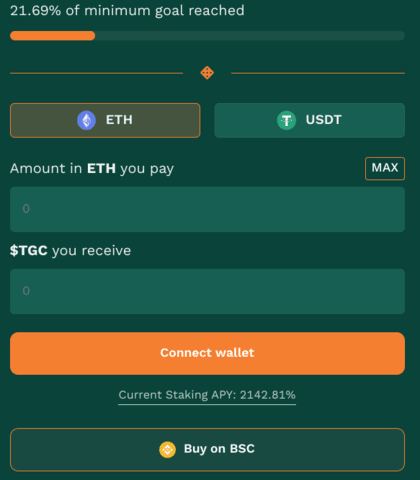 21.69% of minimum goal reached
ETH
USDT
Amount in ETH you pay
MAX
0
$TGC you receive
0
Connect wallet
Current Staking APY: 2142.81%
Buy on BSC